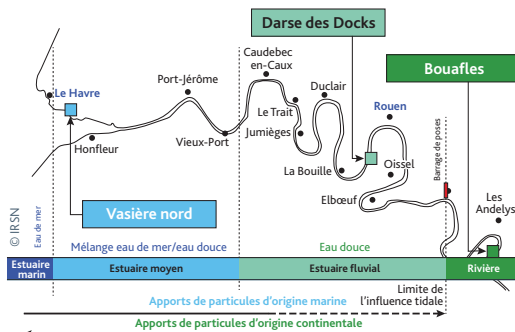 Darse des Docks
Caudebec
en-Caux
Bouafles
Port-Jérôme
Duclair
Le Havre
Le Trait
Rouen
Jumièges
Barrage de poses
Honfleur
Vieux-Port
La Bouille
Oissel
Elbœuf
Les
Andelys
Vasière nord
© IRSN
Eau de mer
Mélange eau de mer/eau douce
Eau douce
Estuaire
marin
Estuaire moyen
Estuaire fluvial
Rivière
Limite de
l'influence tidale
Apports de particules d'origine marine
Apports de particules d'origine continentale